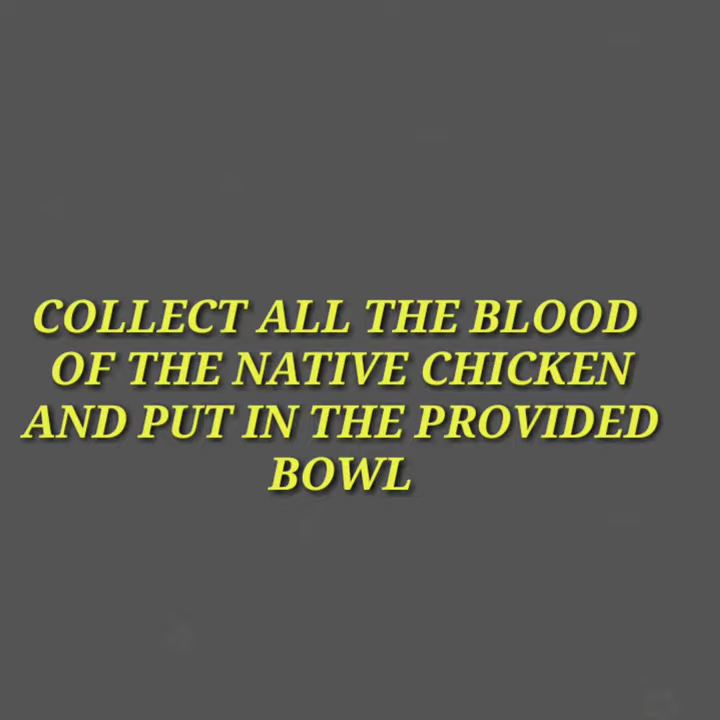 COLLECT ALL THE BLOOD
OF THE NATIVE CHICKEN
AND PUT IN THE PROVIDED
BOWL